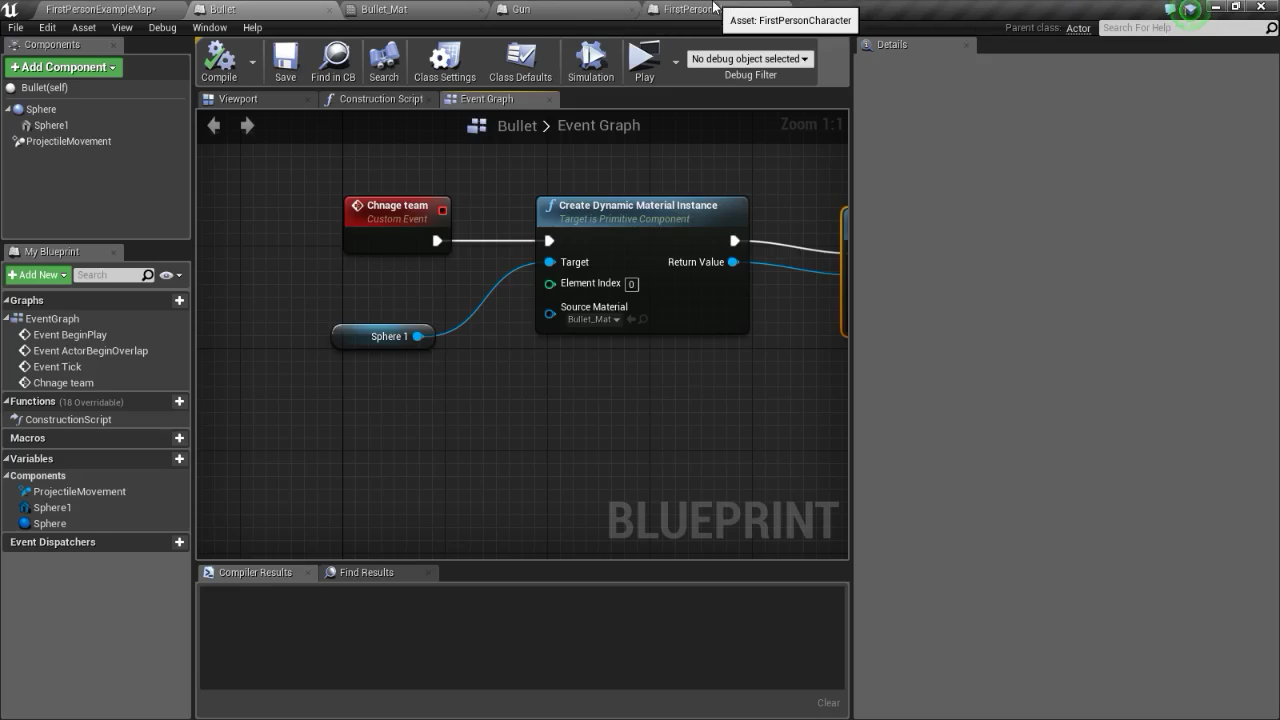 FirstPersonExampleMap*
Bullet
Bullet_Mat
Gun
FirstPerson
Asset: FirstPersonCharacter
File Edit Asset View Debug Window Help
Parent class: Actor
Search For Help
Components
Add Component
Bullet(self)
Sphere
Sphere1
ProjectileMovement
Compile
Save
Find in CB
Search
Class Settings
Class Defaults
Simulation
Play
No debug object selected
Debug Filter
Details
Viewport
Construction Script
Event Graph
Bullet > Event Graph
Zoom 1:1
Chnage team
Custom Event
Create Dynamic Material Instance
Target is Primitive Component
Target
Return Value
Element Index 0
Source Material
Bullet_Mat
Sphere 1
BLUEPRINT
My Blueprint
Add New
Search
Graphs
EventGraph
Event BeginPlay
Event ActorBeginOverlap
Event Tick
Chnage team
Functions (18 Overridable)
ConstructionScript
Macros
Variables
Components
ProjectileMovement
Sphere1
Sphere
Event Dispatchers
Compiler Results
Find Results
Clear